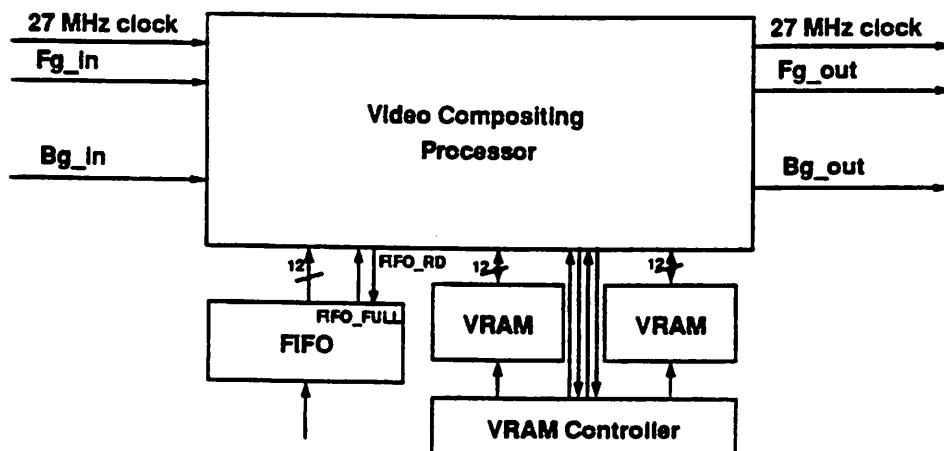 27 MHz clock
27 MHz clock
Fg_in
Fg_out
Video Compositing
Processor
Bg_in
Bg_out
12
FIFO_RD
12
12
FIFO_FULL
FIFO
VRAM
VRAM
VRAM Controller